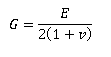 G = E / 2(1 + ν)